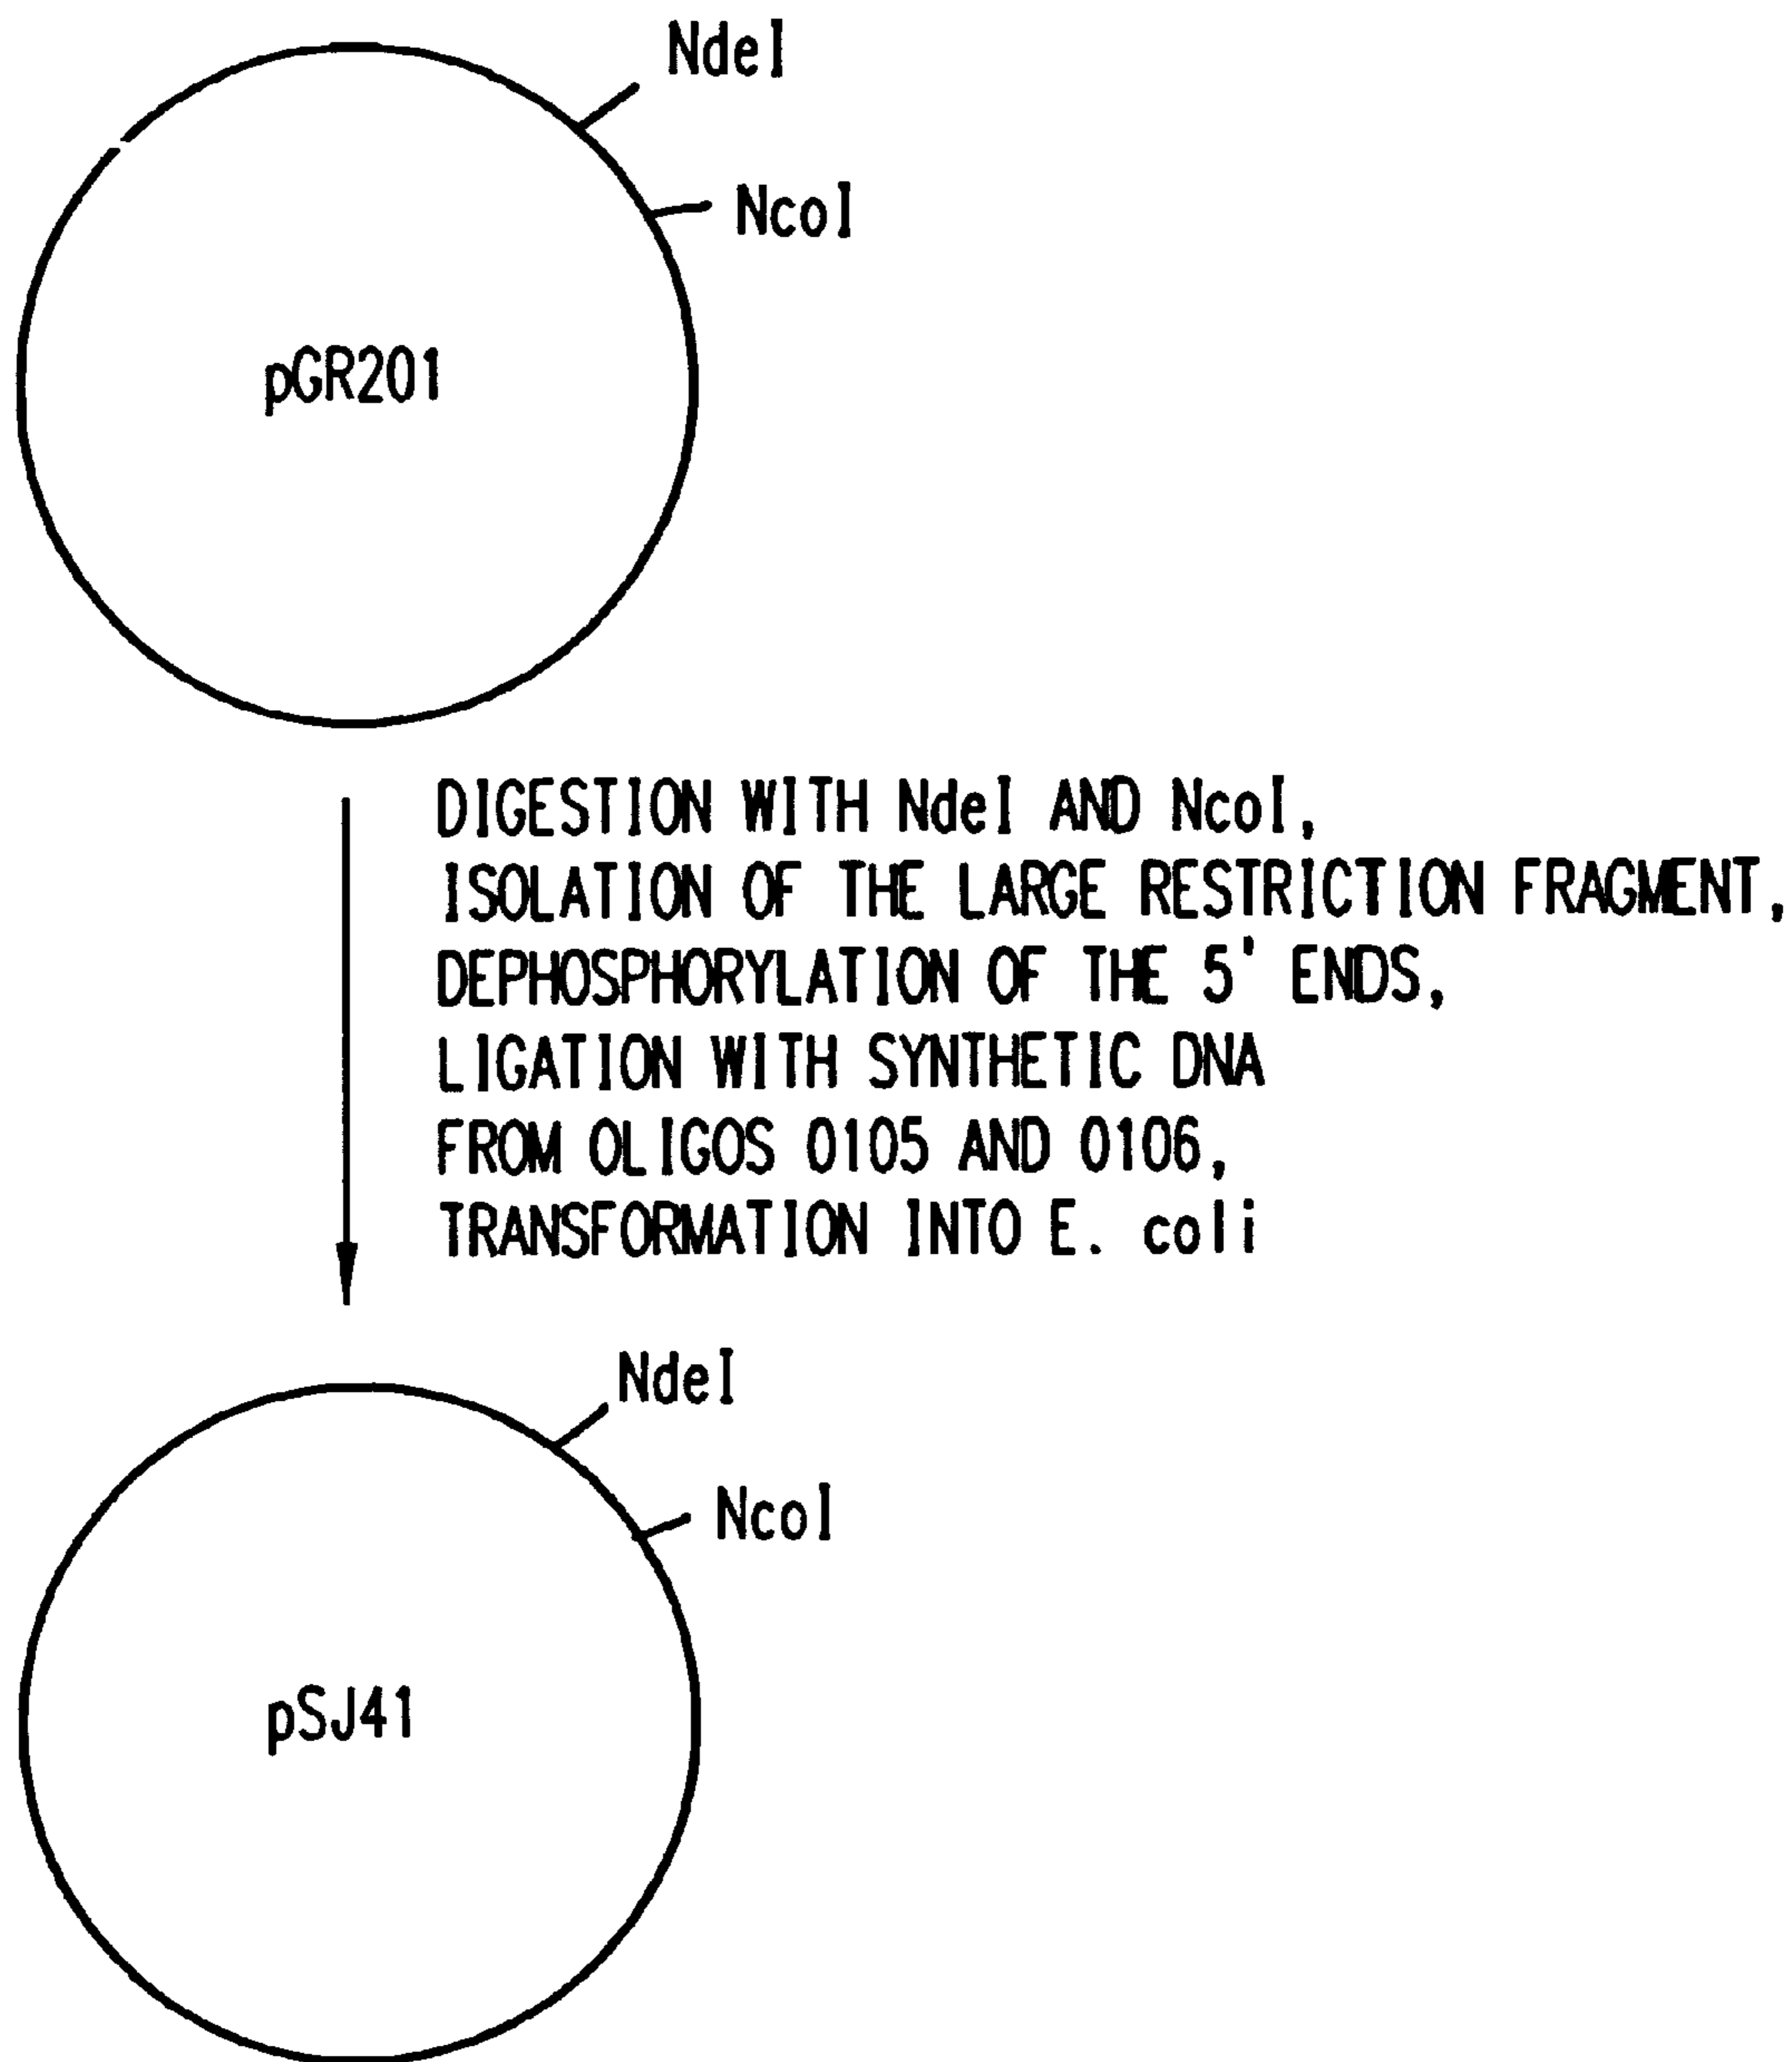 NdeI
NcoI
pGR201
DIGESTION WITH NdeI AND NcoI,
ISOLATION OF THE LARGE RESTRICTION FRAGMENT,
DEPHOSPHORYLATION OF THE 5' ENDS,
LIGATION WITH SYNTHETIC DNA
FROM OLIGOS 0105 AND 0106,
TRANSFORMATION INTO E. coli
NdeI
NcoI
pSJ41